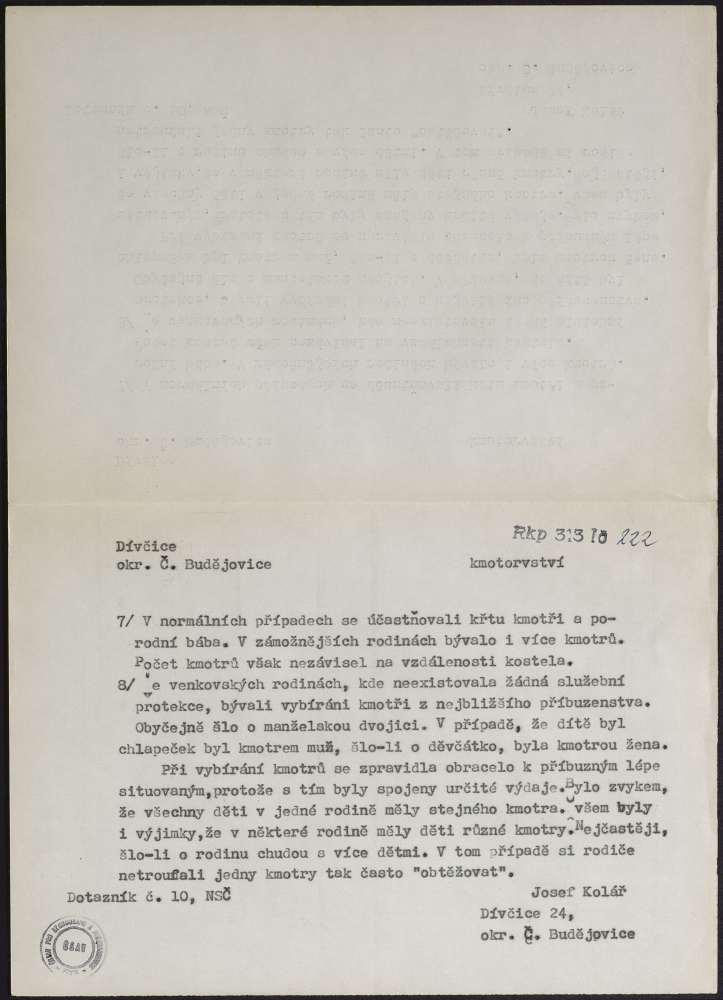 Rkp 313 I 222
Dívčice
okr. Č. Budějovice kmotorvství
7/ V normálních případech se účastňovali křtu kmotři a po-
rodní bába. V zámožnějších rodinách bývalo i více kmotrů.
Počet kmotrů však nezávisel na vzdálenosti kostela.
8/ Ve venkovských rodinách, kde neexistovala žádná služební
protekce, bývali vybíráni kmotři z nejbližšího příbuzenstva.
Obyčejně šlo o manželskou dvojici. V případě, že dítě byl
chlapeček byl kmotrem muž, šlo-li o děvčátko, byla kmotrou žena.
Při vybírání kmotrů se zpravidla obracelo k příbuzným lépe
situovaným,protože s tím byly spojeny určité výdaje.Bylo zvykem,
že všechny děti v jedné rodině měly stejného kmotra. všem byly
i výjimky,že v některé rodině měly děti různé kmotry.Nejčastěji,
šlo-li o rodinu chudou s více dětmi. V tom případě si rodiče
netroufali jedny kmotry tak často "obtěžovat".
Dotazník č. 10, NSČ Josef Kolář
Dívčice 24,
okr. Č. Budějovice